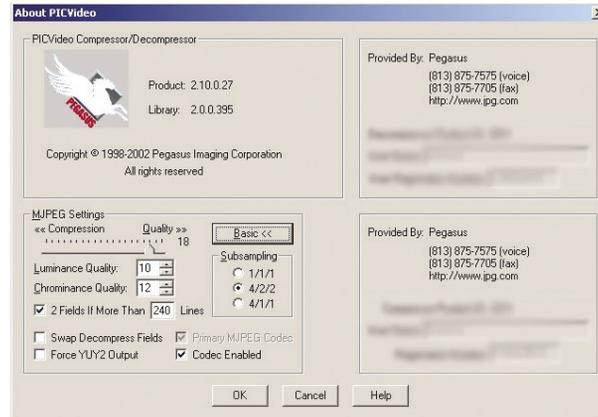 About PICVideo
PICVideo Compressor/Decompressor
PEGASUS
Product: 2.10.0.27
Library: 2.0.0.395
Copyright © 1998-2002 Pegasus Imaging Corporation
All rights reserved
Provided By: Pegasus
(813) 875-7575 (voice)
(813) 875-7705 (fax)
http://www.jpg.com
MJPEG Settings
«« Compression Quality »»
18
Basic <<
Luminance Quality: 10
Chrominance Quality: 12
2 Fields If More Than 240 Lines
Subsampling
1/1/1
4/2/2
4/1/1
Swap Decompress Fields
Primary MJPEG Codec
Force YUY2 Output
Codec Enabled
Provided By: Pegasus
(813) 875-7575 (voice)
(813) 875-7705 (fax)
http://www.jpg.com
OK
Cancel
Help